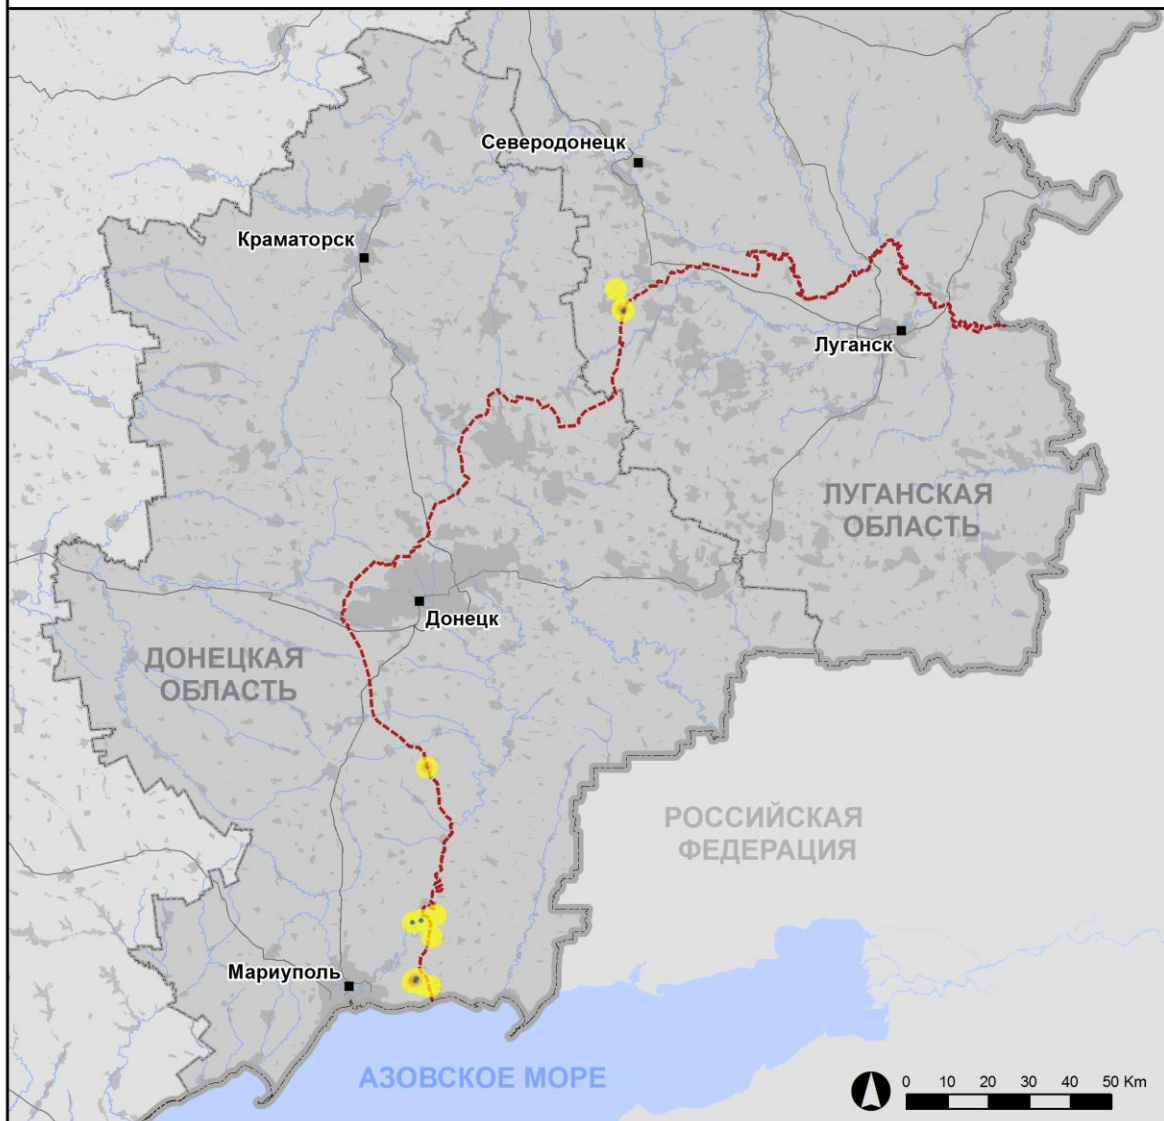 Северодонецк
Краматорск
Луганск
ЛУГАНСКАЯ
ОБЛАСТЬ
Донецк
ДОНЕЦКАЯ
ОБЛАСТЬ
РОССИЙСКАЯ
ФЕДЕРАЦИЯ
Мариуполь
АЗОВСКОЕ МОРЕ
0 10 20 30 40 50 Km